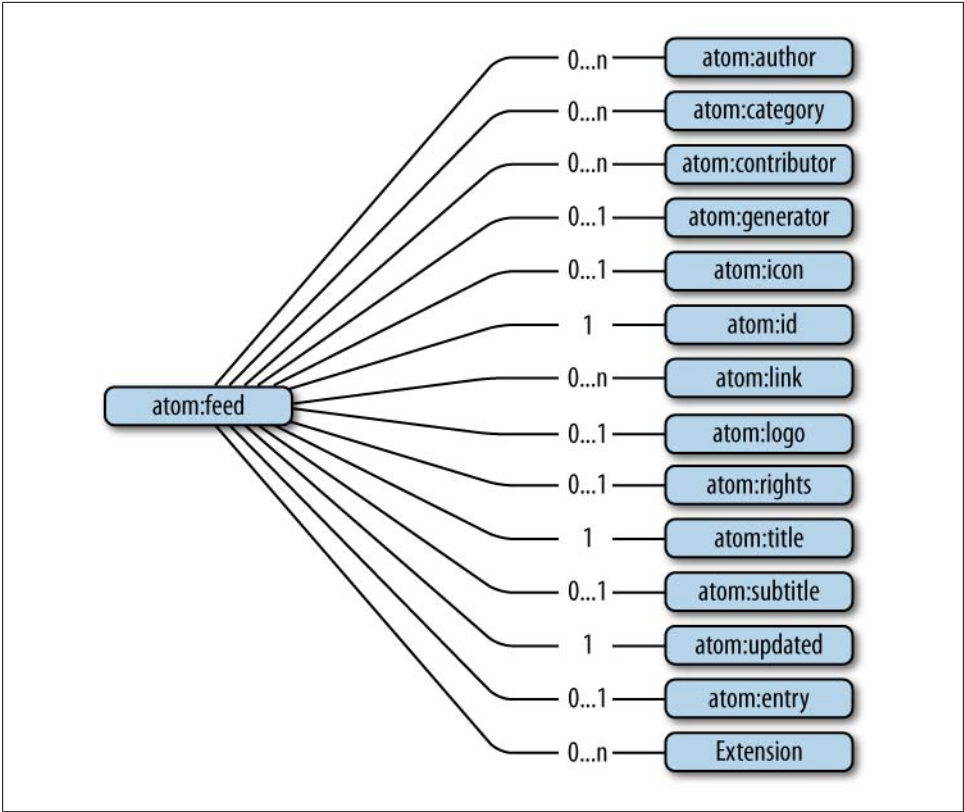 0...n atom:author
0...n atom:category
0...n atom:contributor
0...1 atom:generator
0...1 atom:icon
1 atom:id
0...n atom:link
atom:feed
0...1 atom:logo
0...1 atom:rights
1 atom:title
0...1 atom:subtitle
1 atom:updated
0...1 atom:entry
0...n Extension